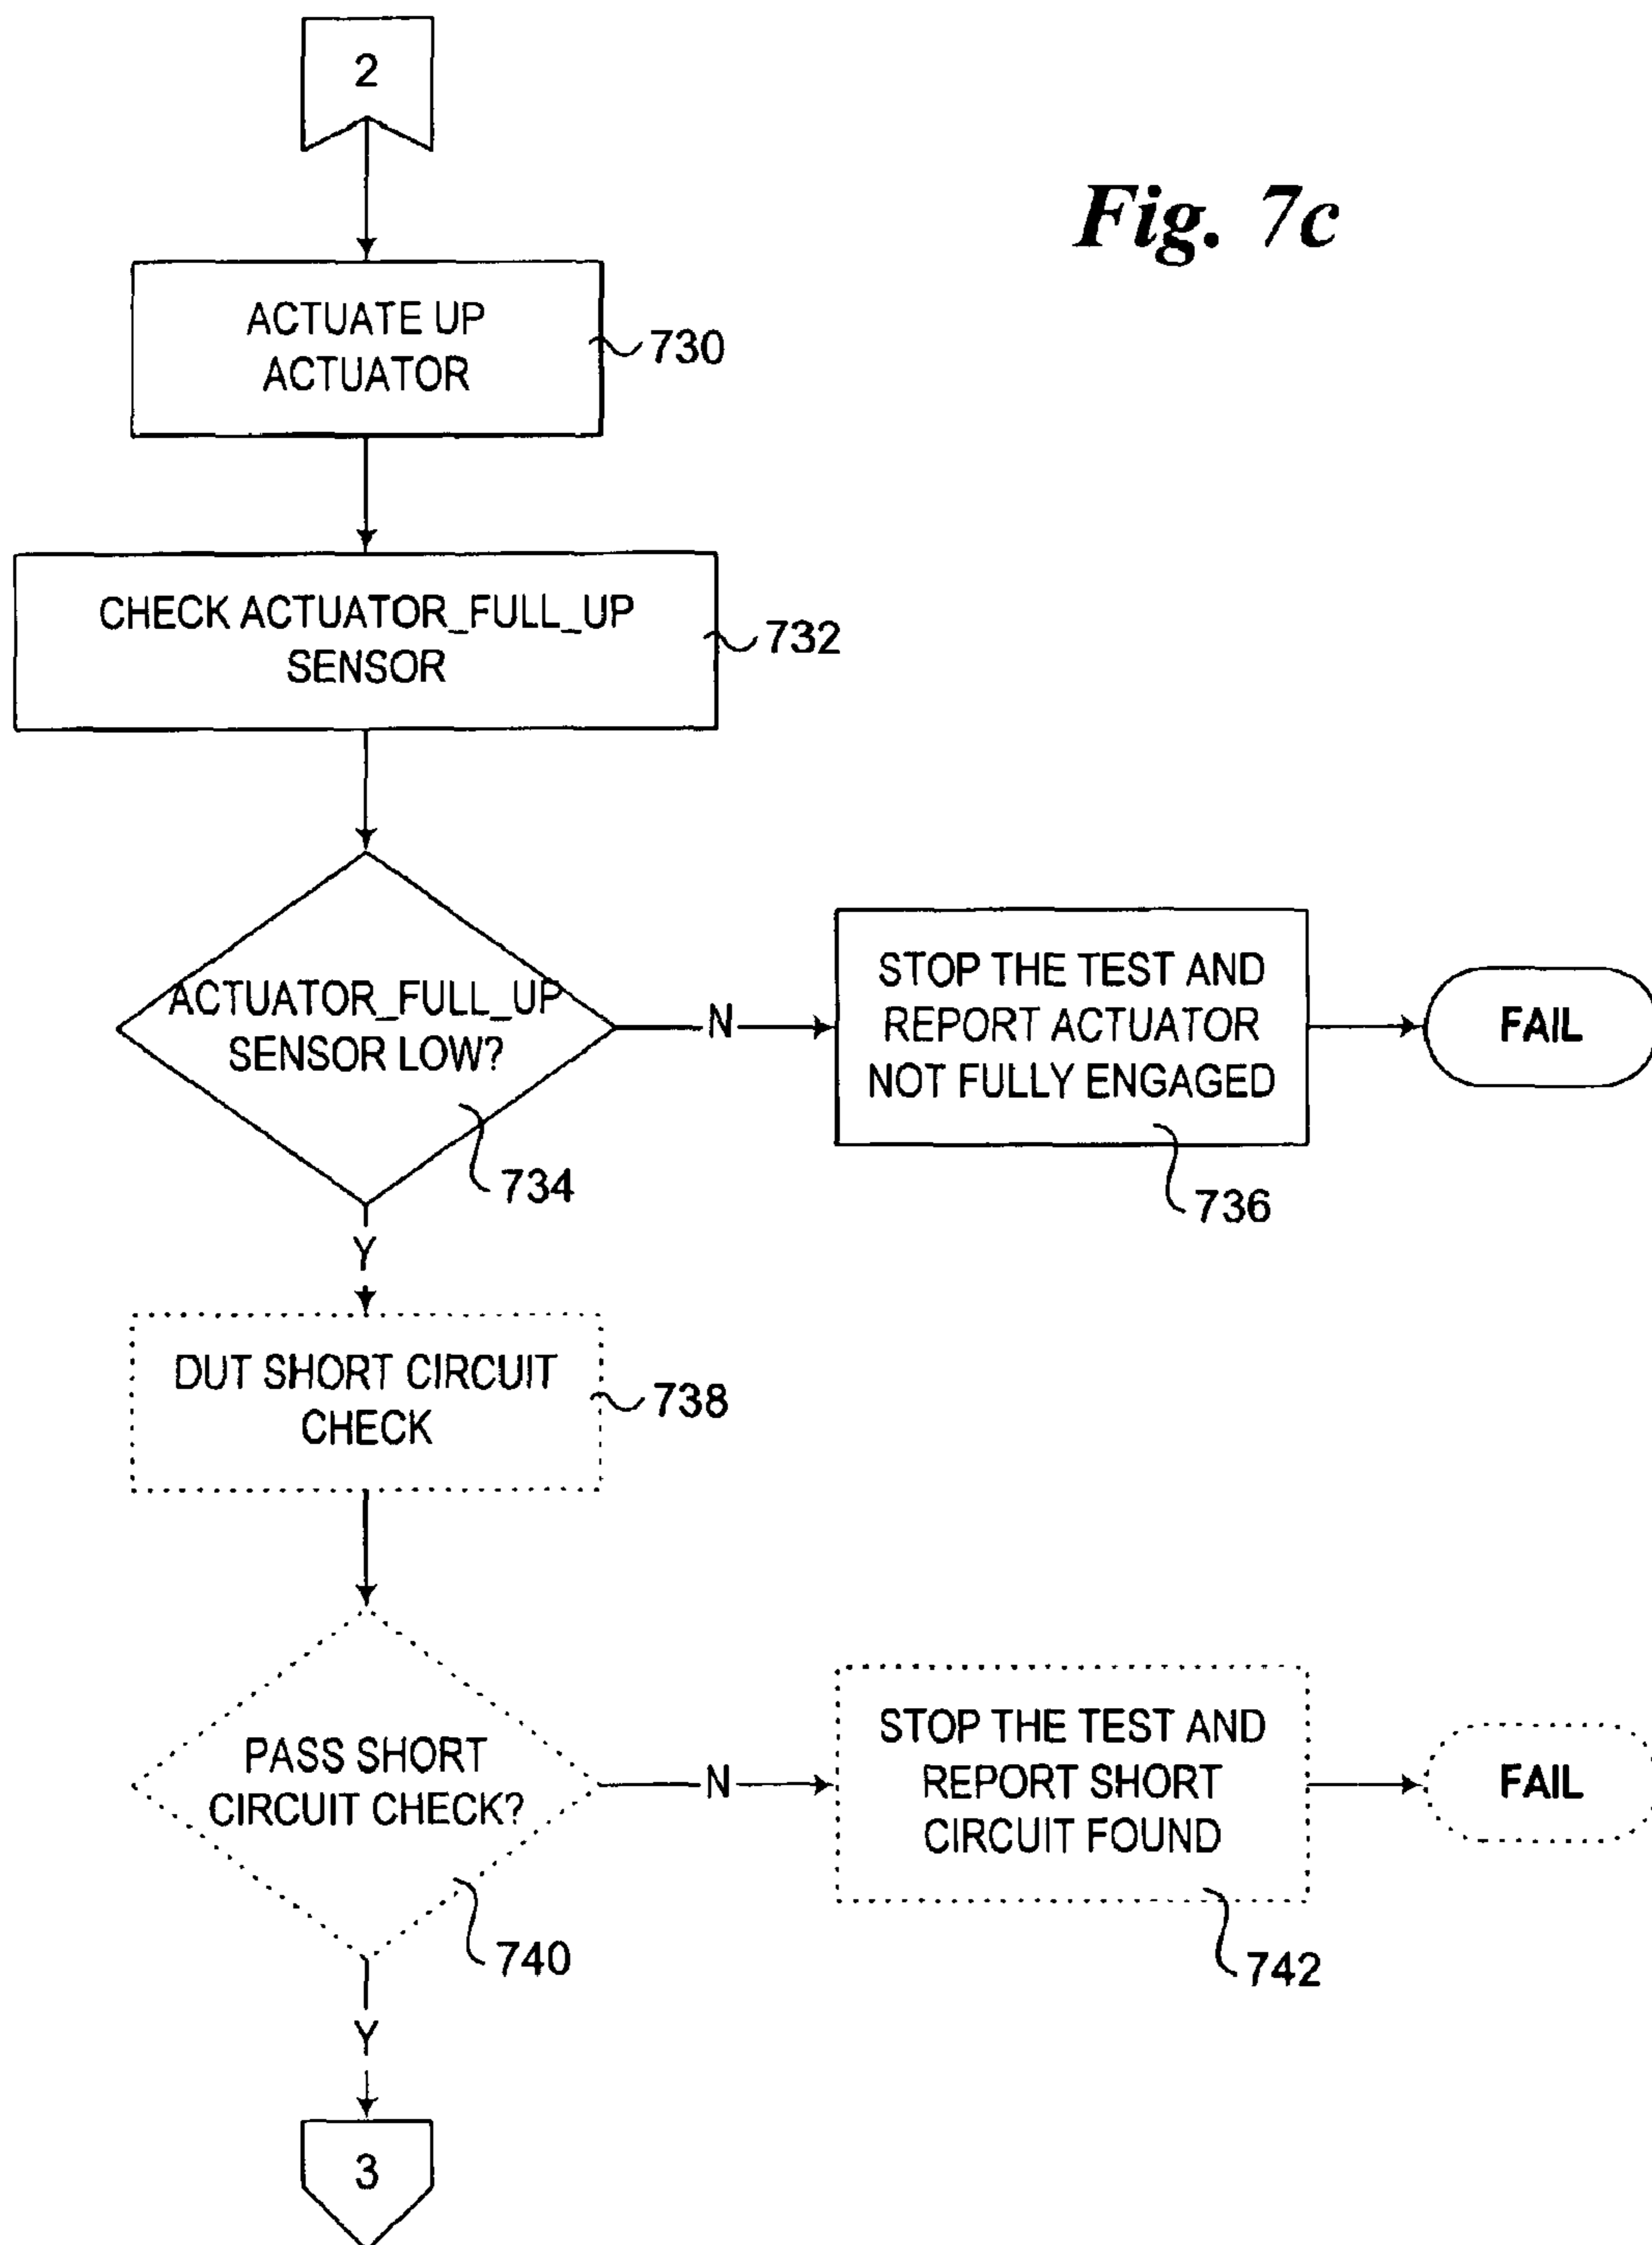 2
Fig. 7c
ACTUATE UP
ACTUATOR
730
CHECK ACTUATOR_FULL_UP
SENSOR
732
ACTUATOR_FULL_UP
SENSOR LOW?
734
N
STOP THE TEST AND
REPORT ACTUATOR
NOT FULLY ENGAGED
736
FAIL
Y
DUT SHORT CIRCUIT
CHECK
738
PASS SHORT
CIRCUIT CHECK?
740
N
STOP THE TEST AND
REPORT SHORT
CIRCUIT FOUND
742
FAIL
Y
3